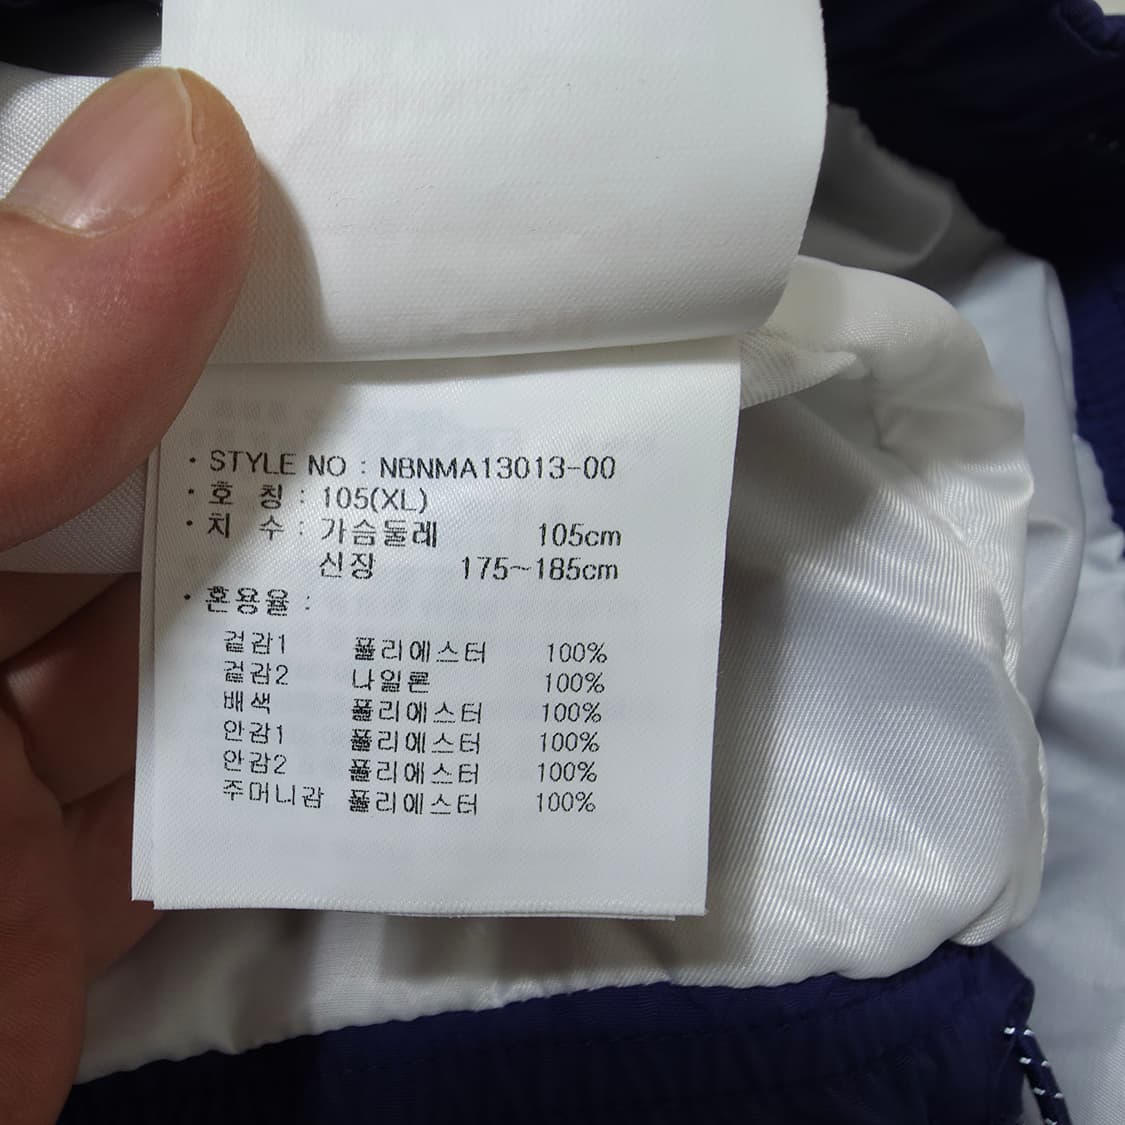 · STYLE NO : NBNMA13013-00
· 호 칭 : 105(XL)
· 치 수 : 가슴둘레 105cm
신장 175~185cm
· 혼용율 :
겉감1 폴리에스터 100%
겉감2 나일론 100%
배색 폴리에스터 100%
안감1 폴리에스터 100%
안감2 폴리에스터 100%
주머니감 폴리에스터 100%